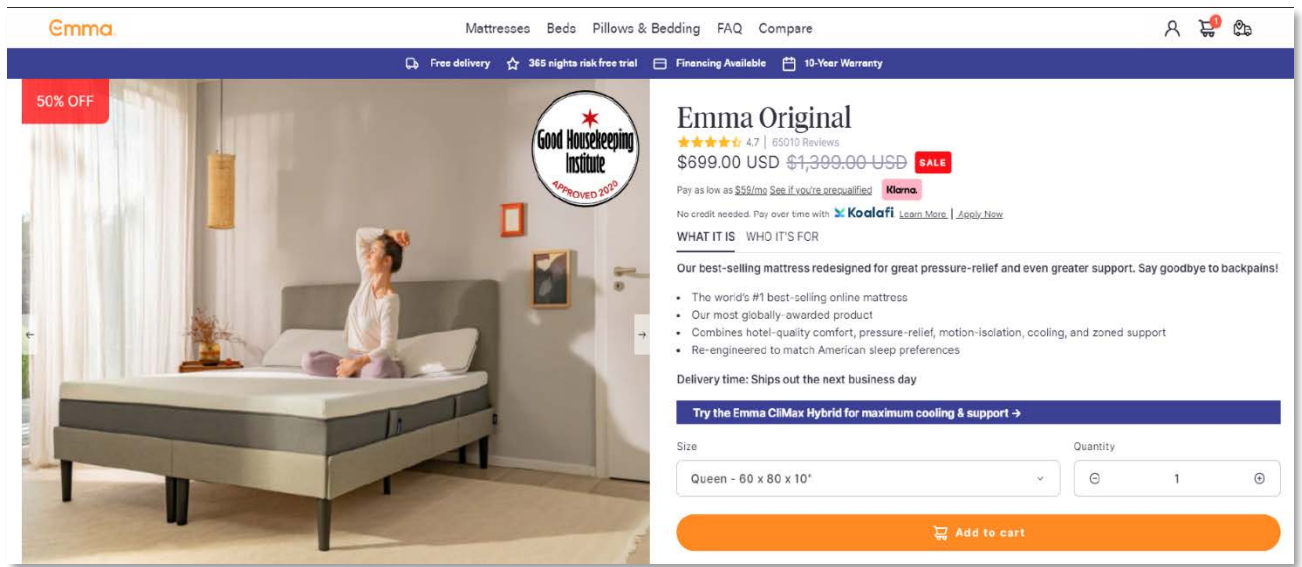 Emma
Mattresses Beds Pillows & Bedding FAQ Compare
1
Free delivery 365 nights risk free trial Financing Available 10-Year Warranty
50% OFF
Good Housekeeping
Institute
APPROVED 2020
Emma Original
4.7 | 65010 Reviews
$699.00 USD $1,399.00 USD SALE
Pay as low as $59/mo See if you're prequalified Klarna.
No credit needed. Pay over time with Koalafi Learn More | Apply Now
WHAT IT IS WHO IT'S FOR
Our best-selling mattress redesigned for great pressure-relief and even greater support. Say goodbye to backpains!
• The world's #1 best-selling online mattress
• Our most globally-awarded product
• Combines hotel-quality comfort, pressure-relief, motion-isolation, cooling, and zoned support
• Re-engineered to match American sleep preferences
Delivery time: Ships out the next business day
Try the Emma CliMax Hybrid for maximum cooling & support →
Size Quantity
Queen - 60 x 80 x 10" 1
Add to cart